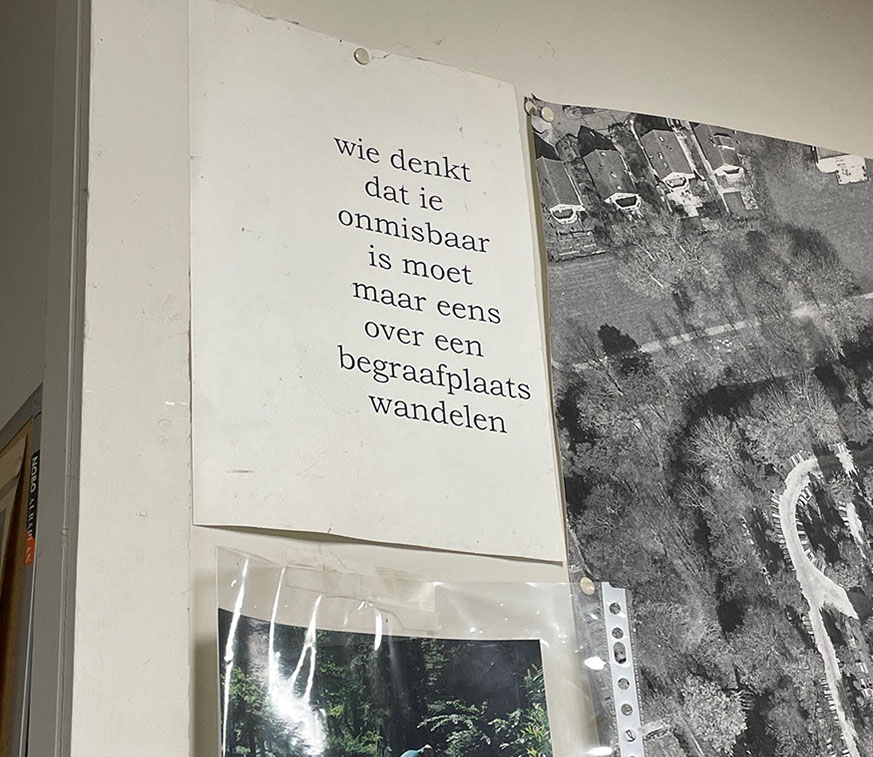 wie denkt
dat ie
onmisbaar
is moet
maar eens
over een
begraafplaats
wandelen